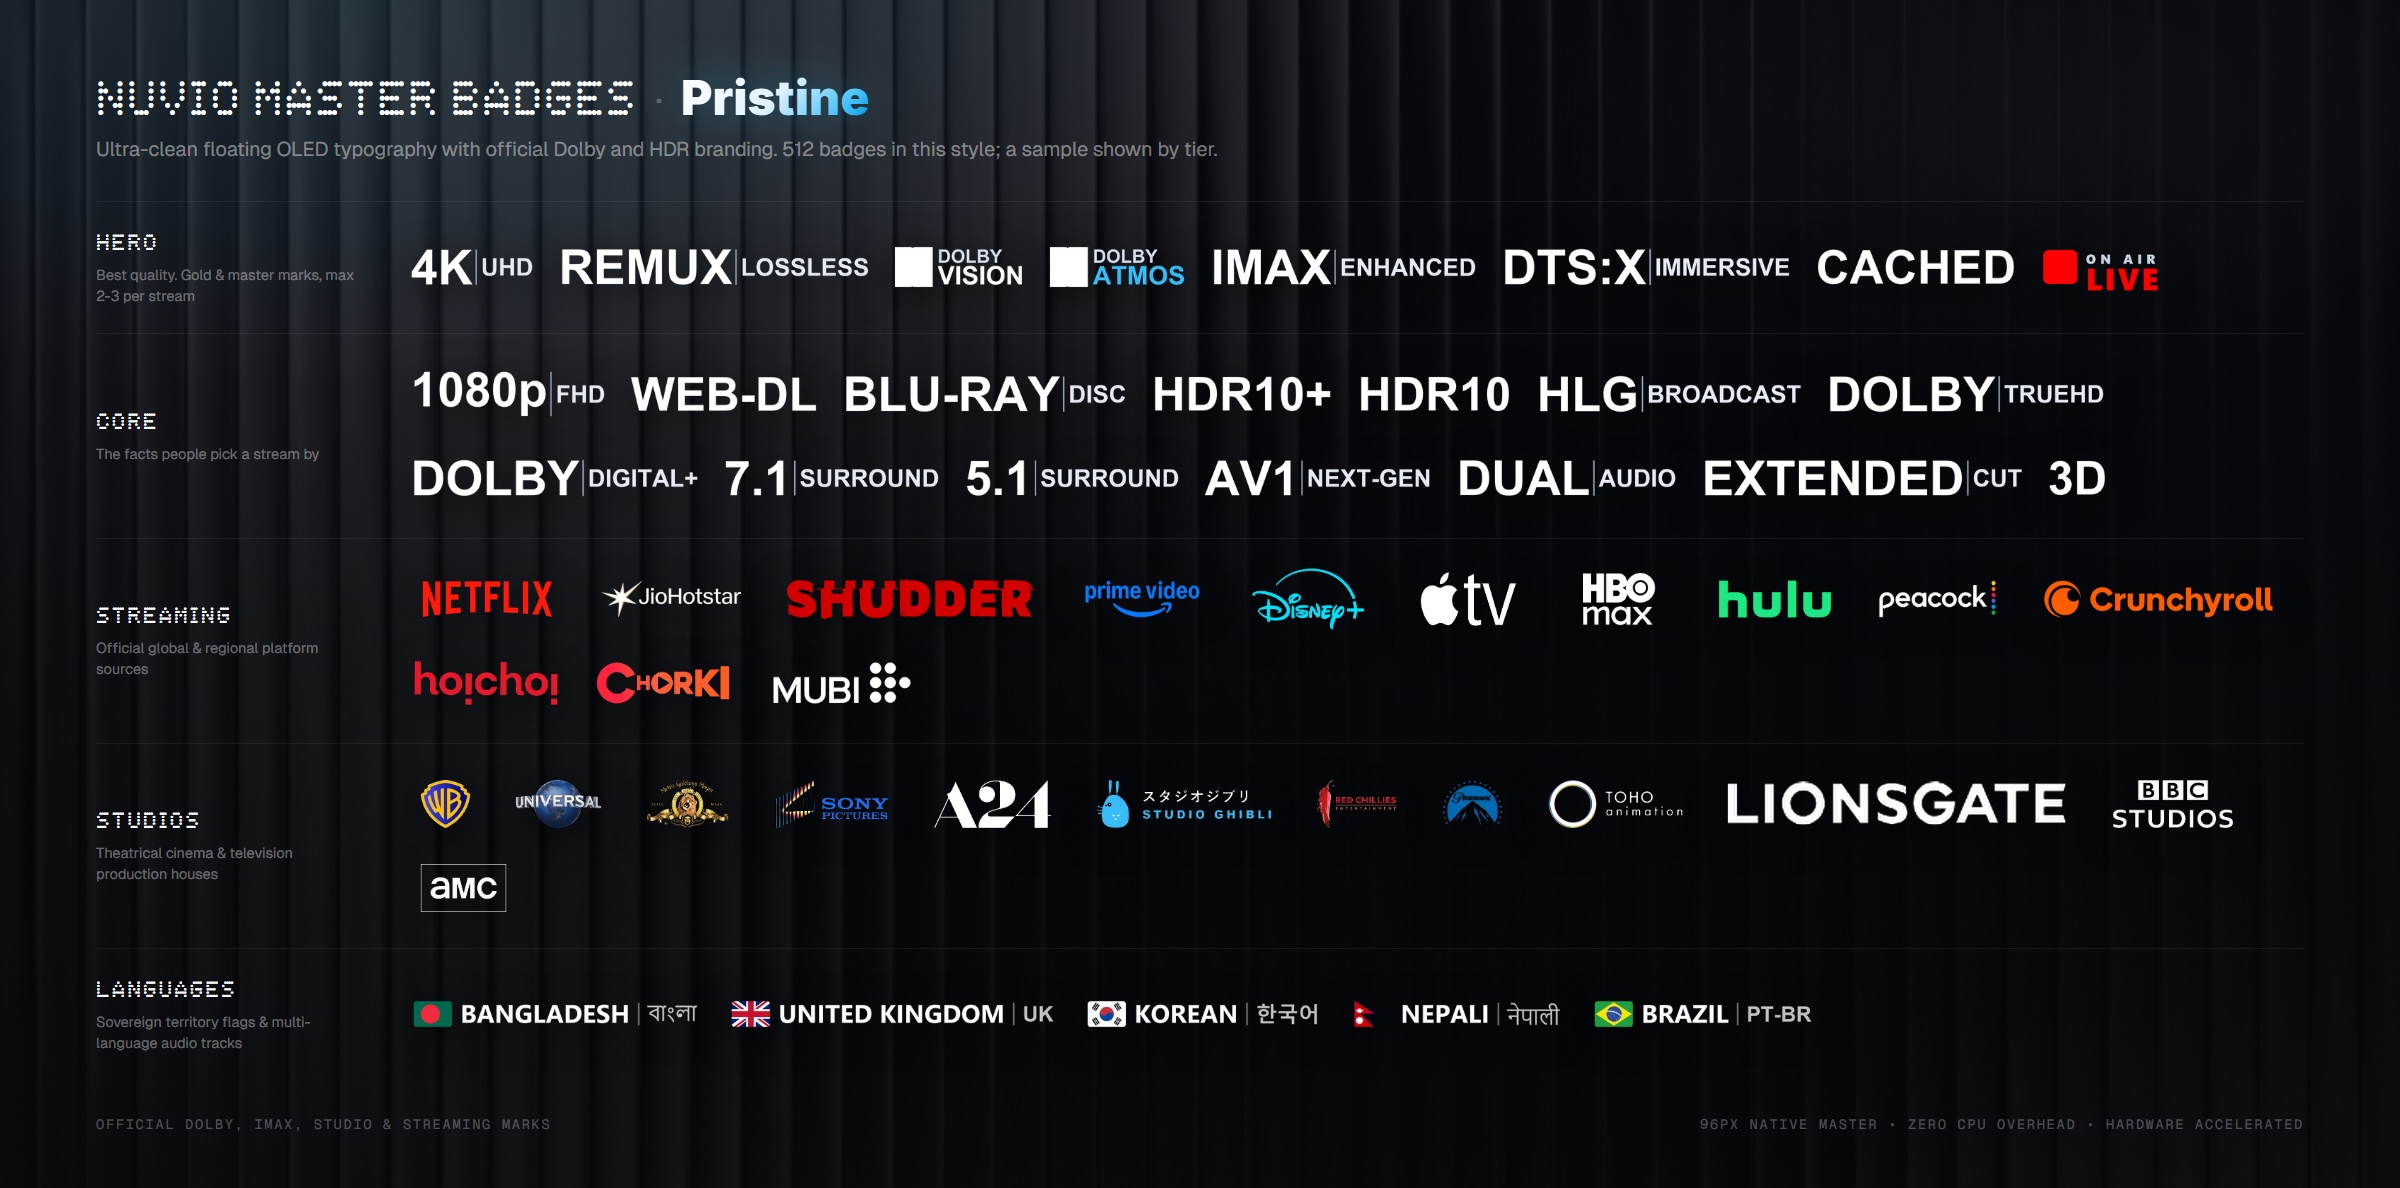 NUVIO MASTER BADGES · Pristine
Ultra-clean floating OLED typography with official Dolby and HDR branding. 512 badges in this style; a sample shown by tier.
HERO
Best quality. Gold & master marks, max
2-3 per stream
4K|UHD REMUX|LOSSLESS DOLBY VISION DOLBY ATMOS IMAX|ENHANCED DTS:X|IMMERSIVE CACHED ON AIR LIVE
CORE
The facts people pick a stream by
1080p|FHD WEB-DL BLU-RAY|DISC HDR10+ HDR10 HLG|BROADCAST DOLBY|TRUEHD
DOLBY|DIGITAL+ 7.1|SURROUND 5.1|SURROUND AV1|NEXT-GEN DUAL|AUDIO EXTENDED|CUT 3D
STREAMING
Official global & regional platform
sources
NETFLIX JioHotstar SHUDDER prime video Disney+ tv HBO max hulu peacock Crunchyroll
hoichoi CHORKI MUBI
STUDIOS
Theatrical cinema & television
production houses
WB UNIVERSAL SONY PICTURES A24 スタジオジブリ STUDIO GHIBLI RED CHILLIES ENTERTAINMENT Paramount TOHO animation LIONSGATE BBC STUDIOS
aMC
LANGUAGES
Sovereign territory flags & multi-
language audio tracks
BANGLADESH | বাংলা UNITED KINGDOM | UK KOREAN | 한국어 NEPALI | नेपाली BRAZIL | PT-BR
OFFICIAL DOLBY, IMAX, STUDIO & STREAMING MARKS
96PX NATIVE MASTER • ZERO CPU OVERHEAD • HARDWARE ACCELERATED